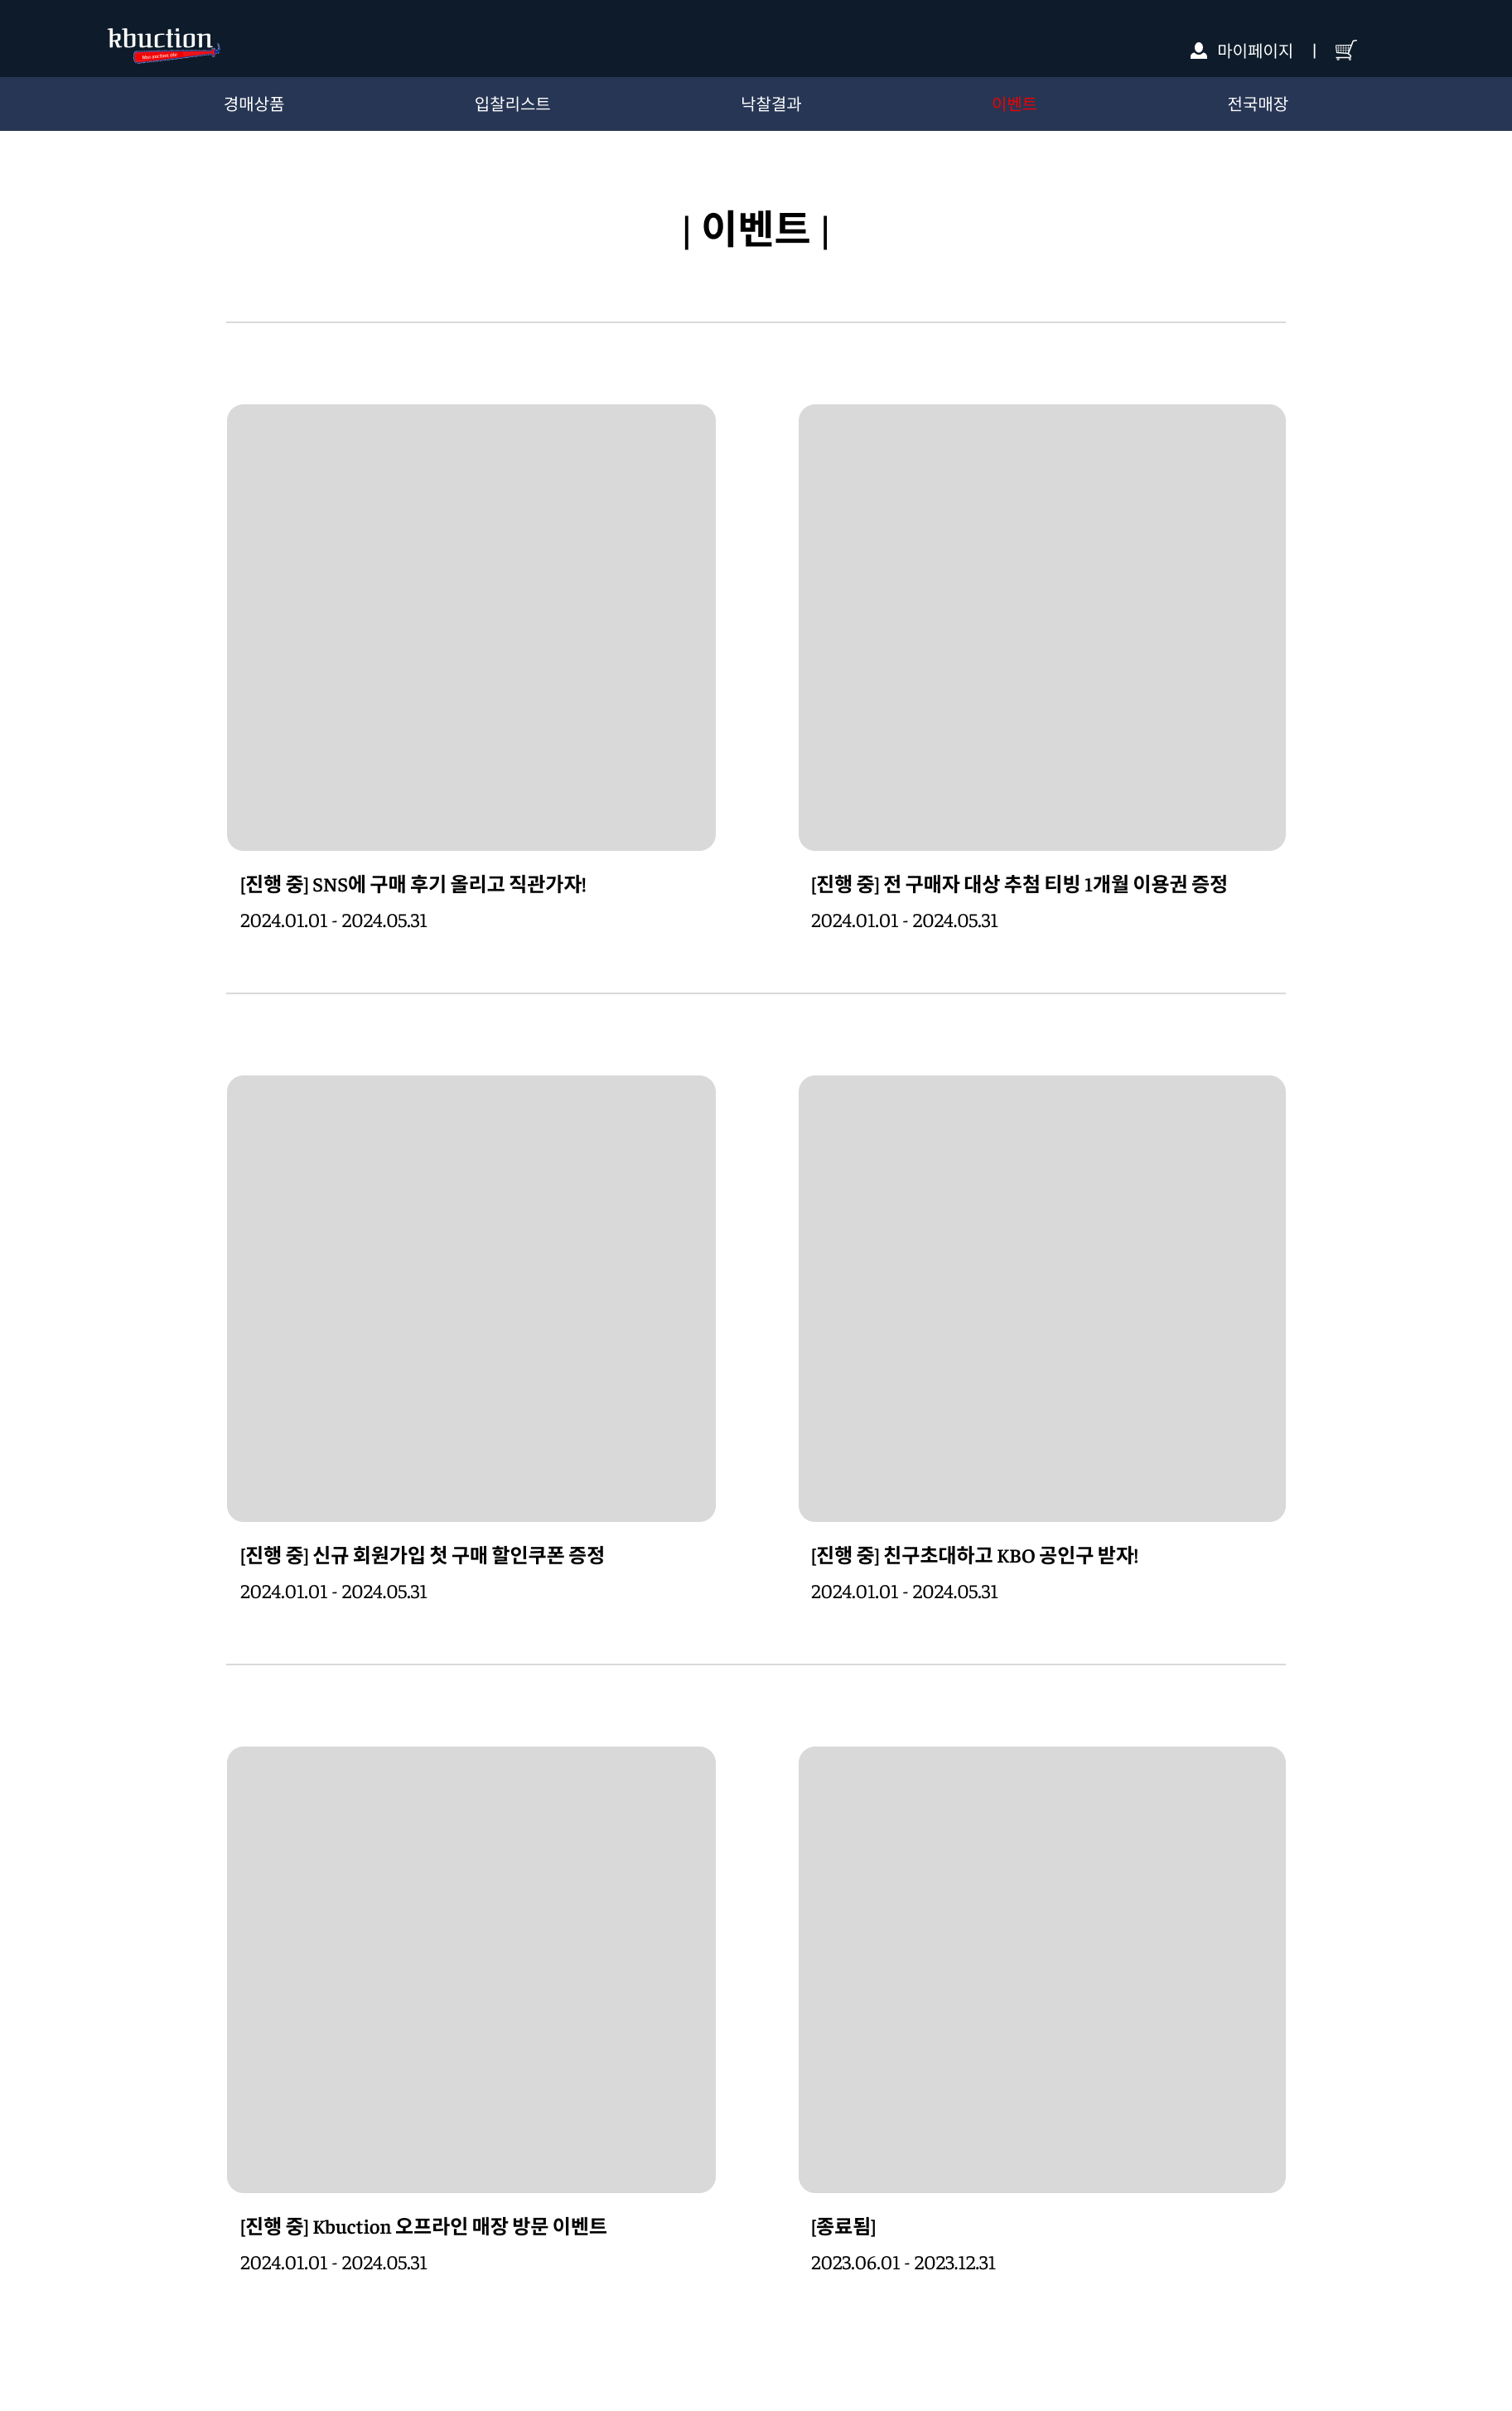 kbuction
마이페이지 |
경매상품 입찰리스트 낙찰결과 이벤트 전국매장
| 이벤트 |
[진행 중] SNS에 구매 후기 올리고 직관가자!
2024.01.01 - 2024.05.31
[진행 중] 전 구매자 대상 추첨 티빙 1개월 이용권 증정
2024.01.01 - 2024.05.31
[진행 중] 신규 회원가입 첫 구매 할인쿠폰 증정
2024.01.01 - 2024.05.31
[진행 중] 친구초대하고 KBO 공인구 받자!
2024.01.01 - 2024.05.31
[진행 중] Kbuction 오프라인 매장 방문 이벤트
2024.01.01 - 2024.05.31
[종료됨]
2023.06.01 - 2023.12.31